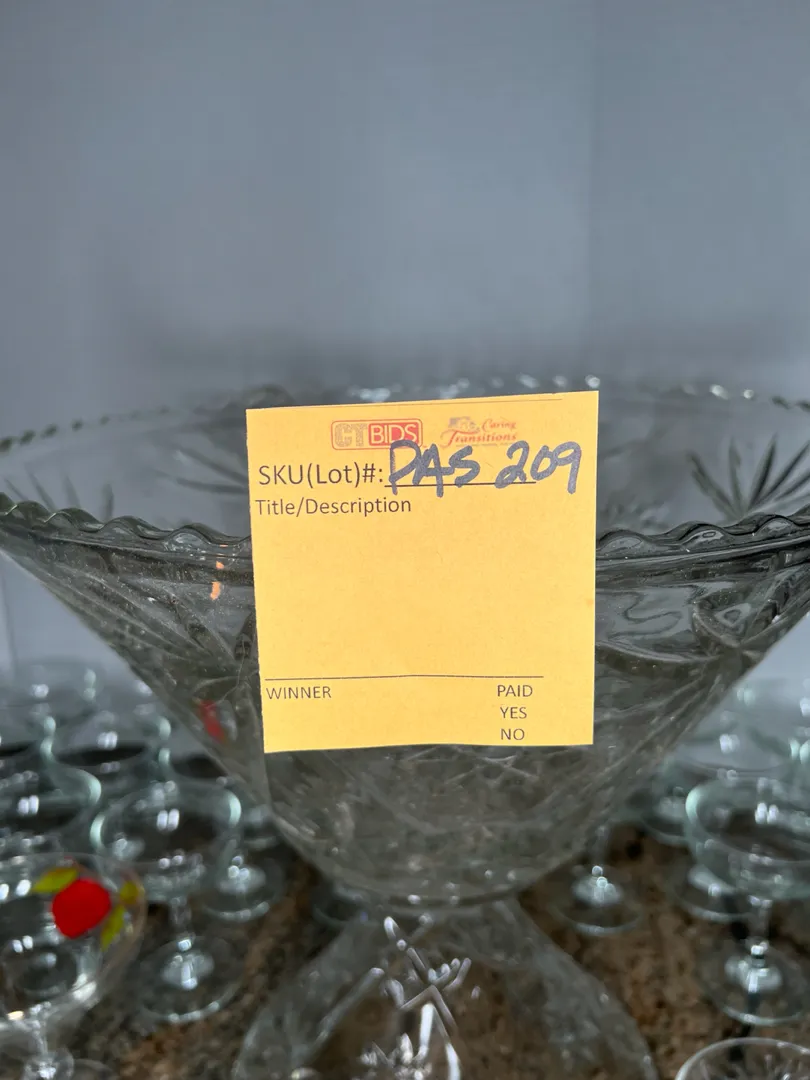 CTBIDS Caring Transitions
SKU(Lot)#: PAS 209
Title/Description
WINNER PAID
YES
NO